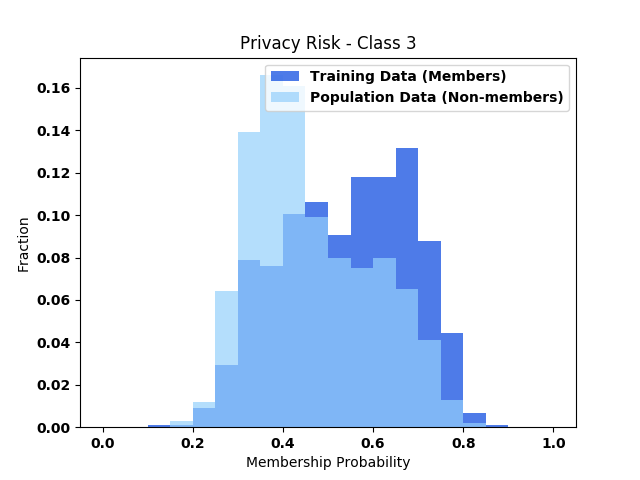 Privacy Risk - Class 3
Training Data (Members)
Population Data (Non-members)
0.16
0.14
0.12
0.10
0.08
0.06
0.04
0.02
0.00
Fraction
0.0 0.2 0.4 0.6 0.8 1.0
Membership Probability